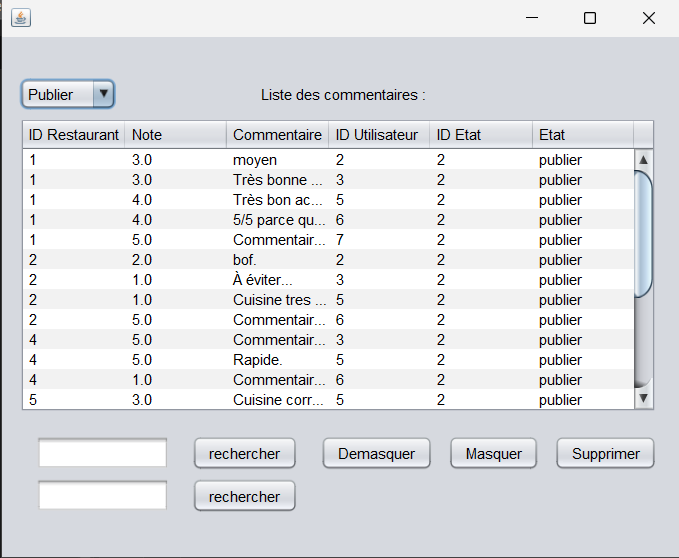 Publier Liste des commentaires :
ID Restaurant Note Commentaire ID Utilisateur ID Etat Etat
1 3.0 moyen 2 2 publier
1 3.0 Très bonne ... 3 2 publier
1 4.0 Très bon ac... 5 2 publier
1 4.0 5/5 parce qu... 6 2 publier
1 5.0 Commentair... 7 2 publier
2 2.0 bof. 2 2 publier
2 1.0 À éviter... 3 2 publier
2 1.0 Cuisine tres ... 5 2 publier
2 5.0 Commentair... 6 2 publier
4 5.0 Commentair... 3 2 publier
4 5.0 Rapide. 5 2 publier
4 1.0 Commentair... 6 2 publier
5 3.0 Cuisine corr... 5 2 publier
rechercher Demasquer Masquer Supprimer
rechercher